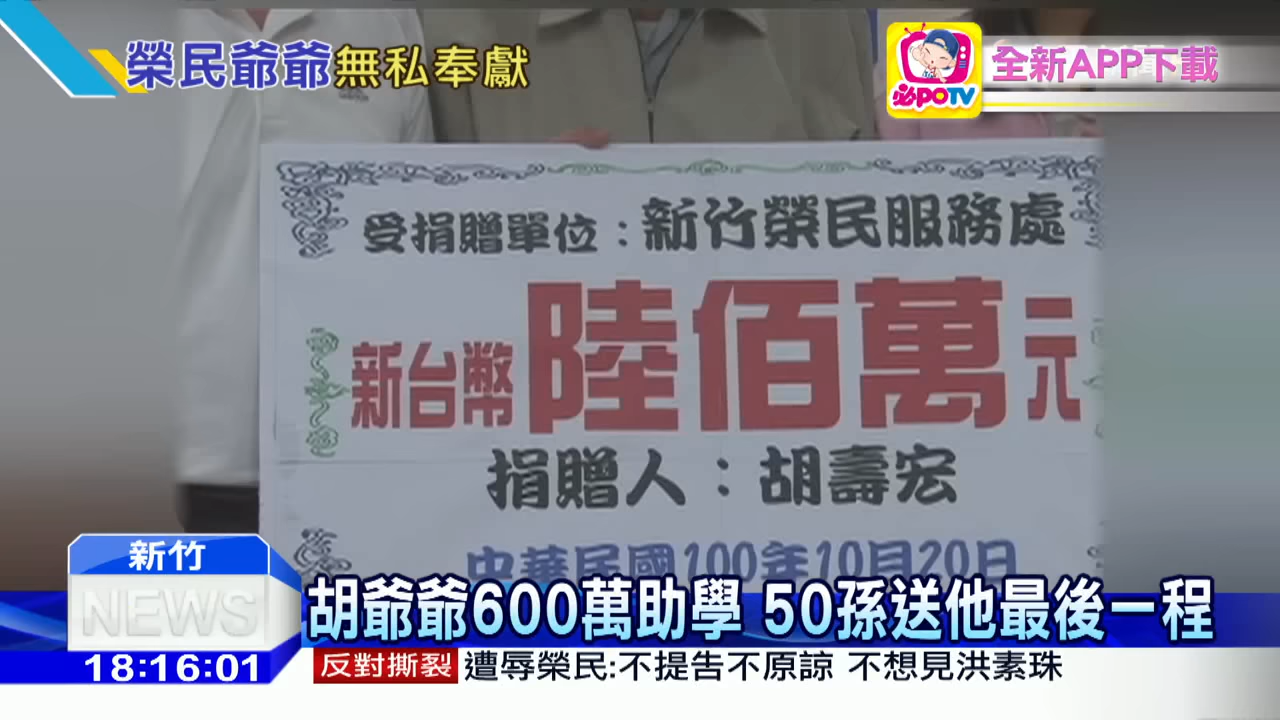 榮民爺爺無私奉獻
必POTV
全新APP下載
受捐贈單位：新竹榮民服務處
新台幣陸佰萬元
捐贈人：胡壽宏
中華民國100年10月20日
新竹
NEWS
胡爺爺600萬助學 50孫送他最後一程
18:16:01
反對撕裂 遭辱榮民:不提告不原諒 不想見洪素珠